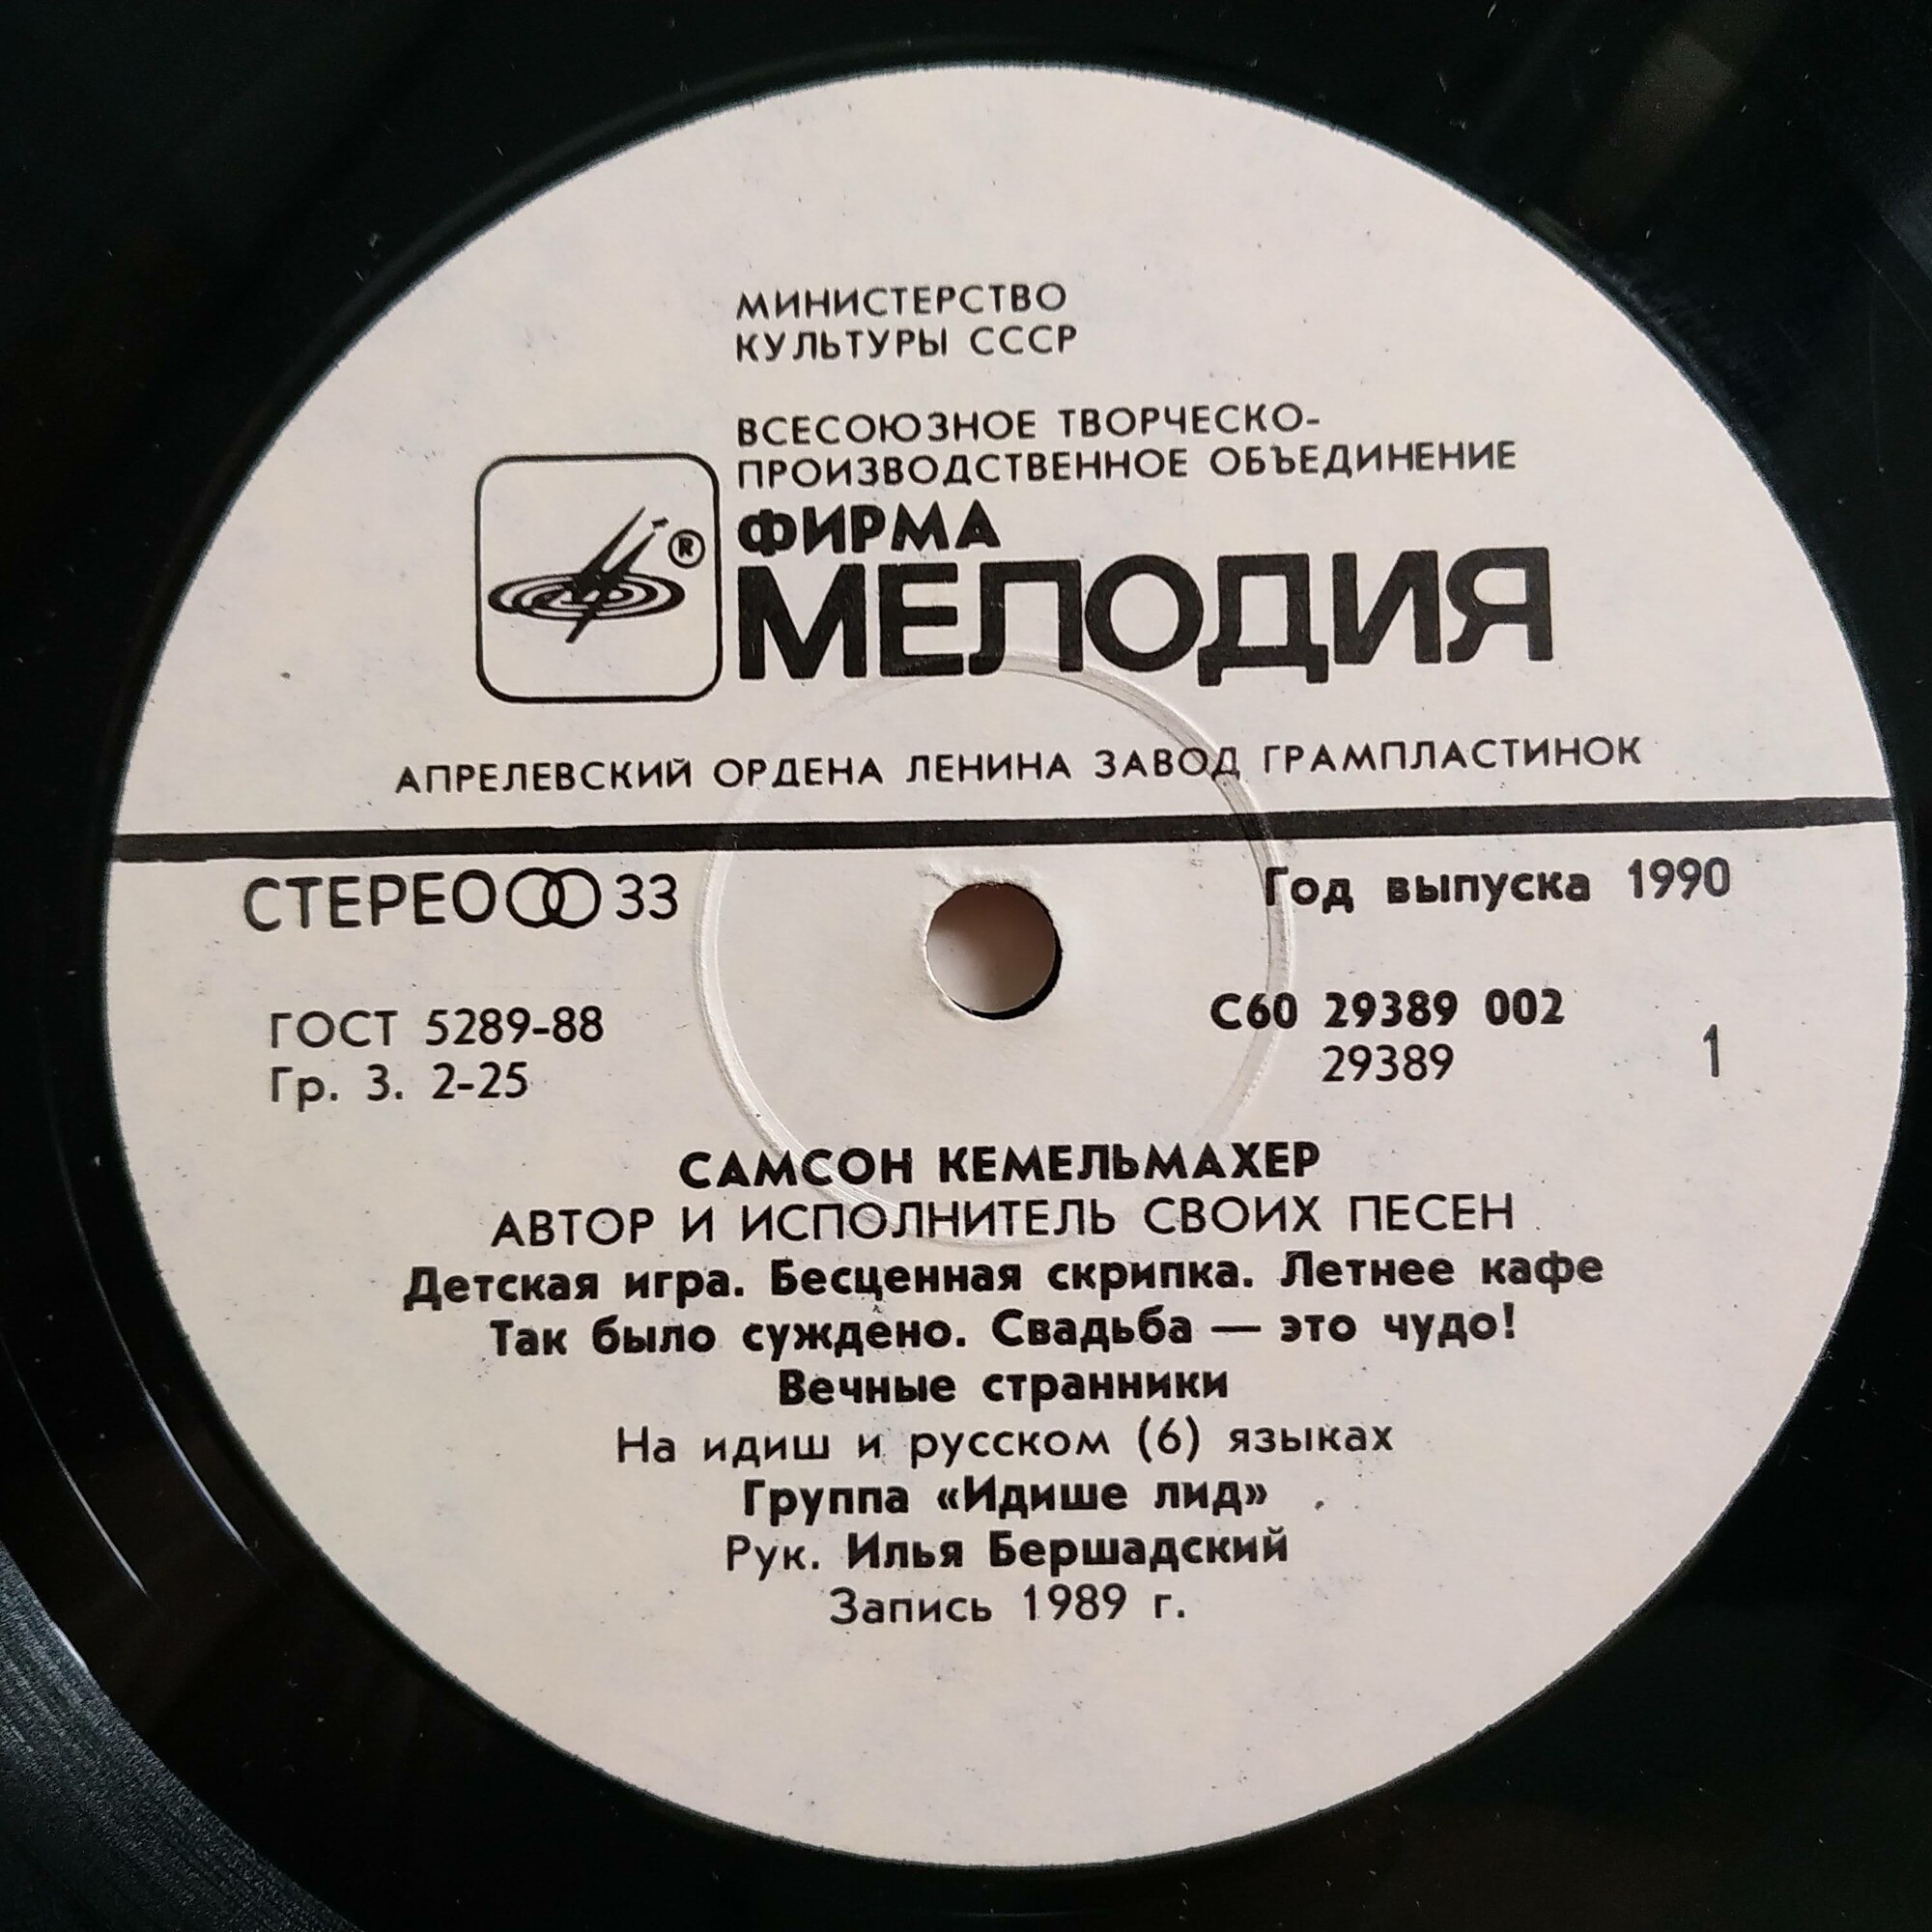 МИНИСТЕРСТВО
КУЛЬТУРЫ СССР
ВСЕСОЮЗНОЕ ТВОРЧЕСКО-
ПРОИЗВОДСТВЕННОЕ ОБЪЕДИНЕНИЕ
®
ФИРМА
МЕЛОДИЯ
АПРЕЛЕВСКИЙ ОРДЕНА ЛЕНИНА ЗАВОД ГРАМПЛАСТИНОК
СТЕРЕО 33
Год выпуска 1990
ГОСТ 5289-88
Гр. 3. 2-25
С60 29389 002
29389
1
САМСОН КЕМЕЛЬМАХЕР
АВТОР И ИСПОЛНИТЕЛЬ СВОИХ ПЕСЕН
Детская игра. Бесценная скрипка. Летнее кафе
Так было суждено. Свадьба — это чудо!
Вечные странники
На идиш и русском (6) языках
Группа «Идише лид»
Рук. Илья Бершадский
Запись 1989 г.